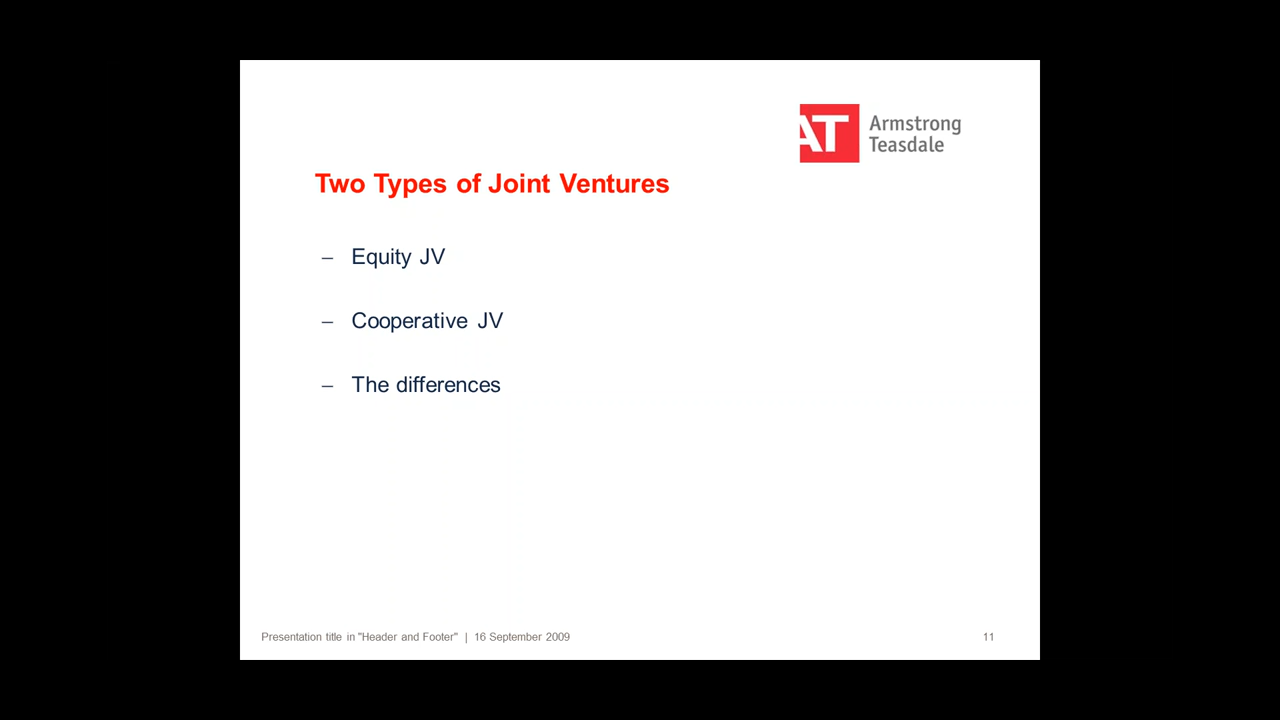 AT Armstrong
Teasdale
Two Types of Joint Ventures
– Equity JV
– Cooperative JV
– The differences
Presentation title in "Header and Footer" | 16 September 2009 11